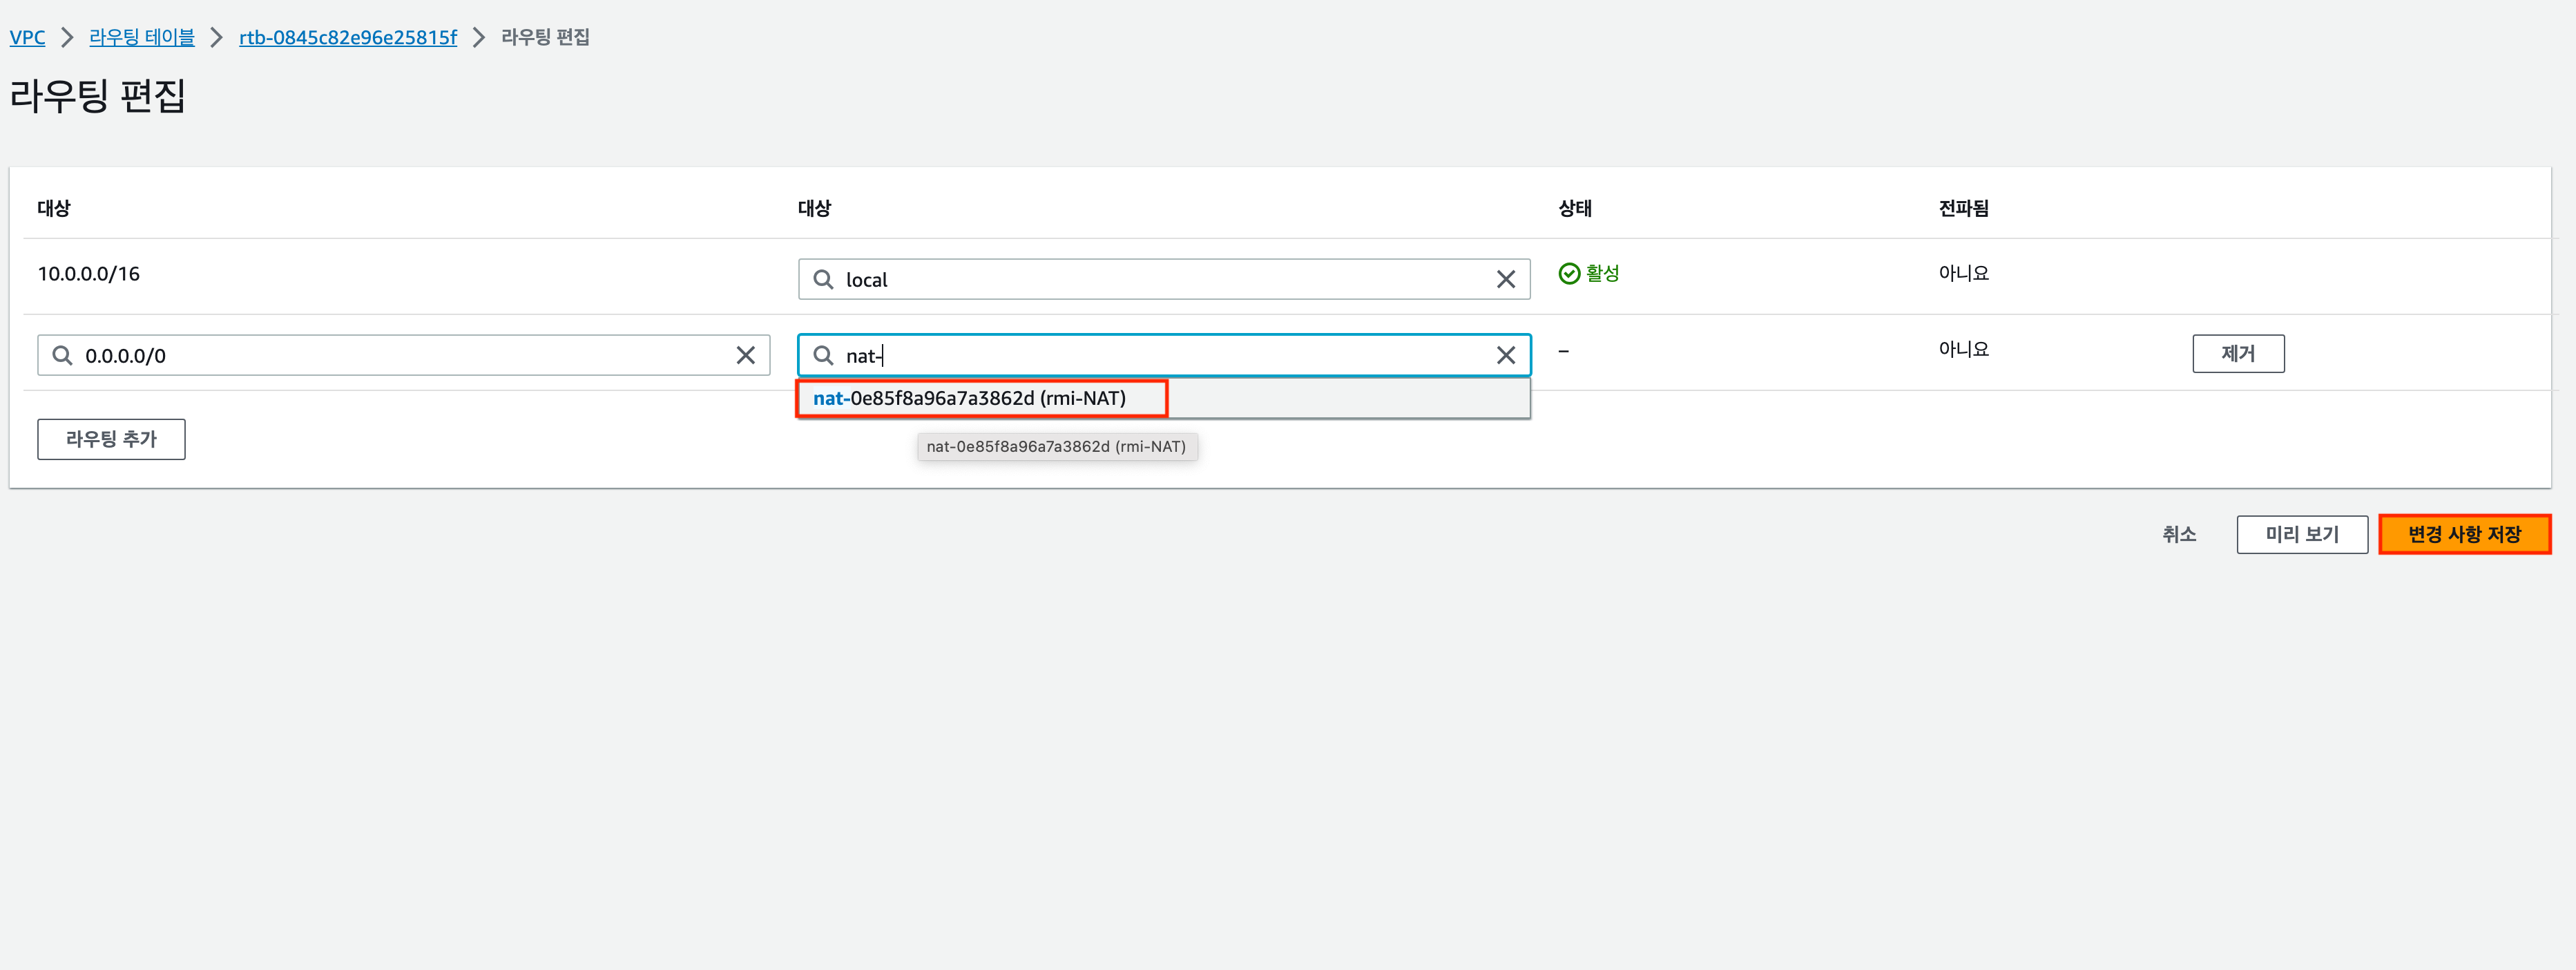 VPC > 라우팅 테이블 > rtb-0845c82e96e25815f > 라우팅 편집
라우팅 편집
대상 대상 상태 전파됨
10.0.0.0/16 local 활성 아니요
0.0.0.0/0 nat- – 아니요 제거
nat-0e85f8a96a7a3862d (rmi-NAT)
라우팅 추가
nat-0e85f8a96a7a3862d (rmi-NAT)
취소 미리 보기 변경 사항 저장